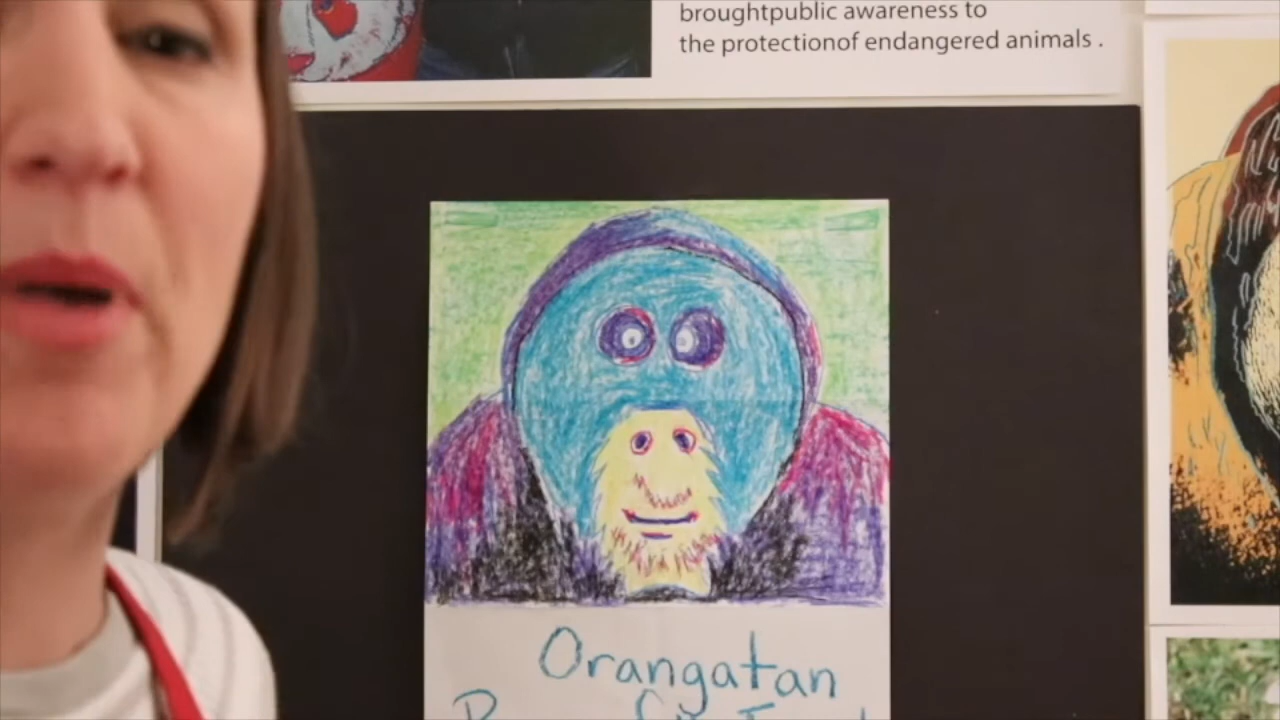 broughtpublic awareness to
the protectionof endangered animals .
Orangatan